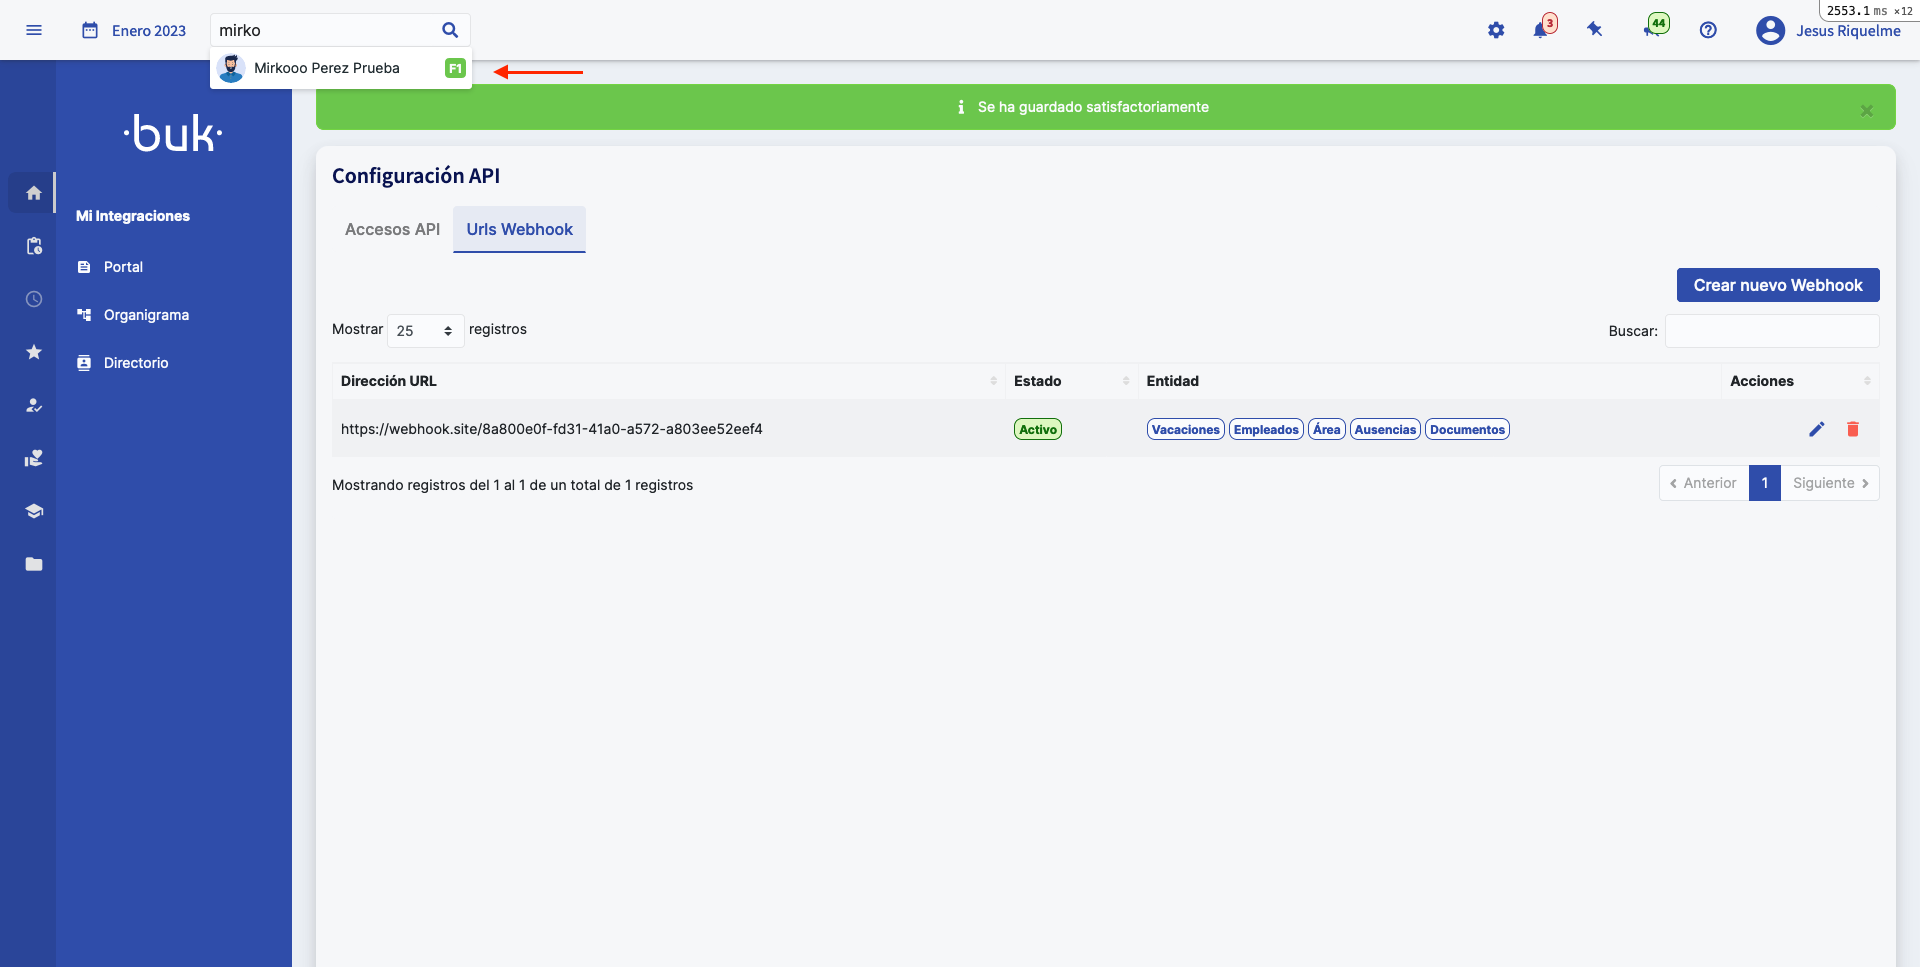 Enero 2023
mirko
3
44
2553.1 ms ×12
Jesus Riquelme
Mirkooo Perez Prueba
F1
Se ha guardado satisfactoriamente
×
·buk·
Mi Integraciones
Portal
Organigrama
Directorio
Configuración API
Accesos API
Urls Webhook
Crear nuevo Webhook
Mostrar 25 registros
Buscar:
Dirección URL Estado Entidad Acciones
https://webhook.site/8a800e0f-fd31-41a0-a572-a803ee52eef4 Activo Vacaciones Empleados Área Ausencias Documentos
Mostrando registros del 1 al 1 de un total de 1 registros
Anterior 1 Siguiente